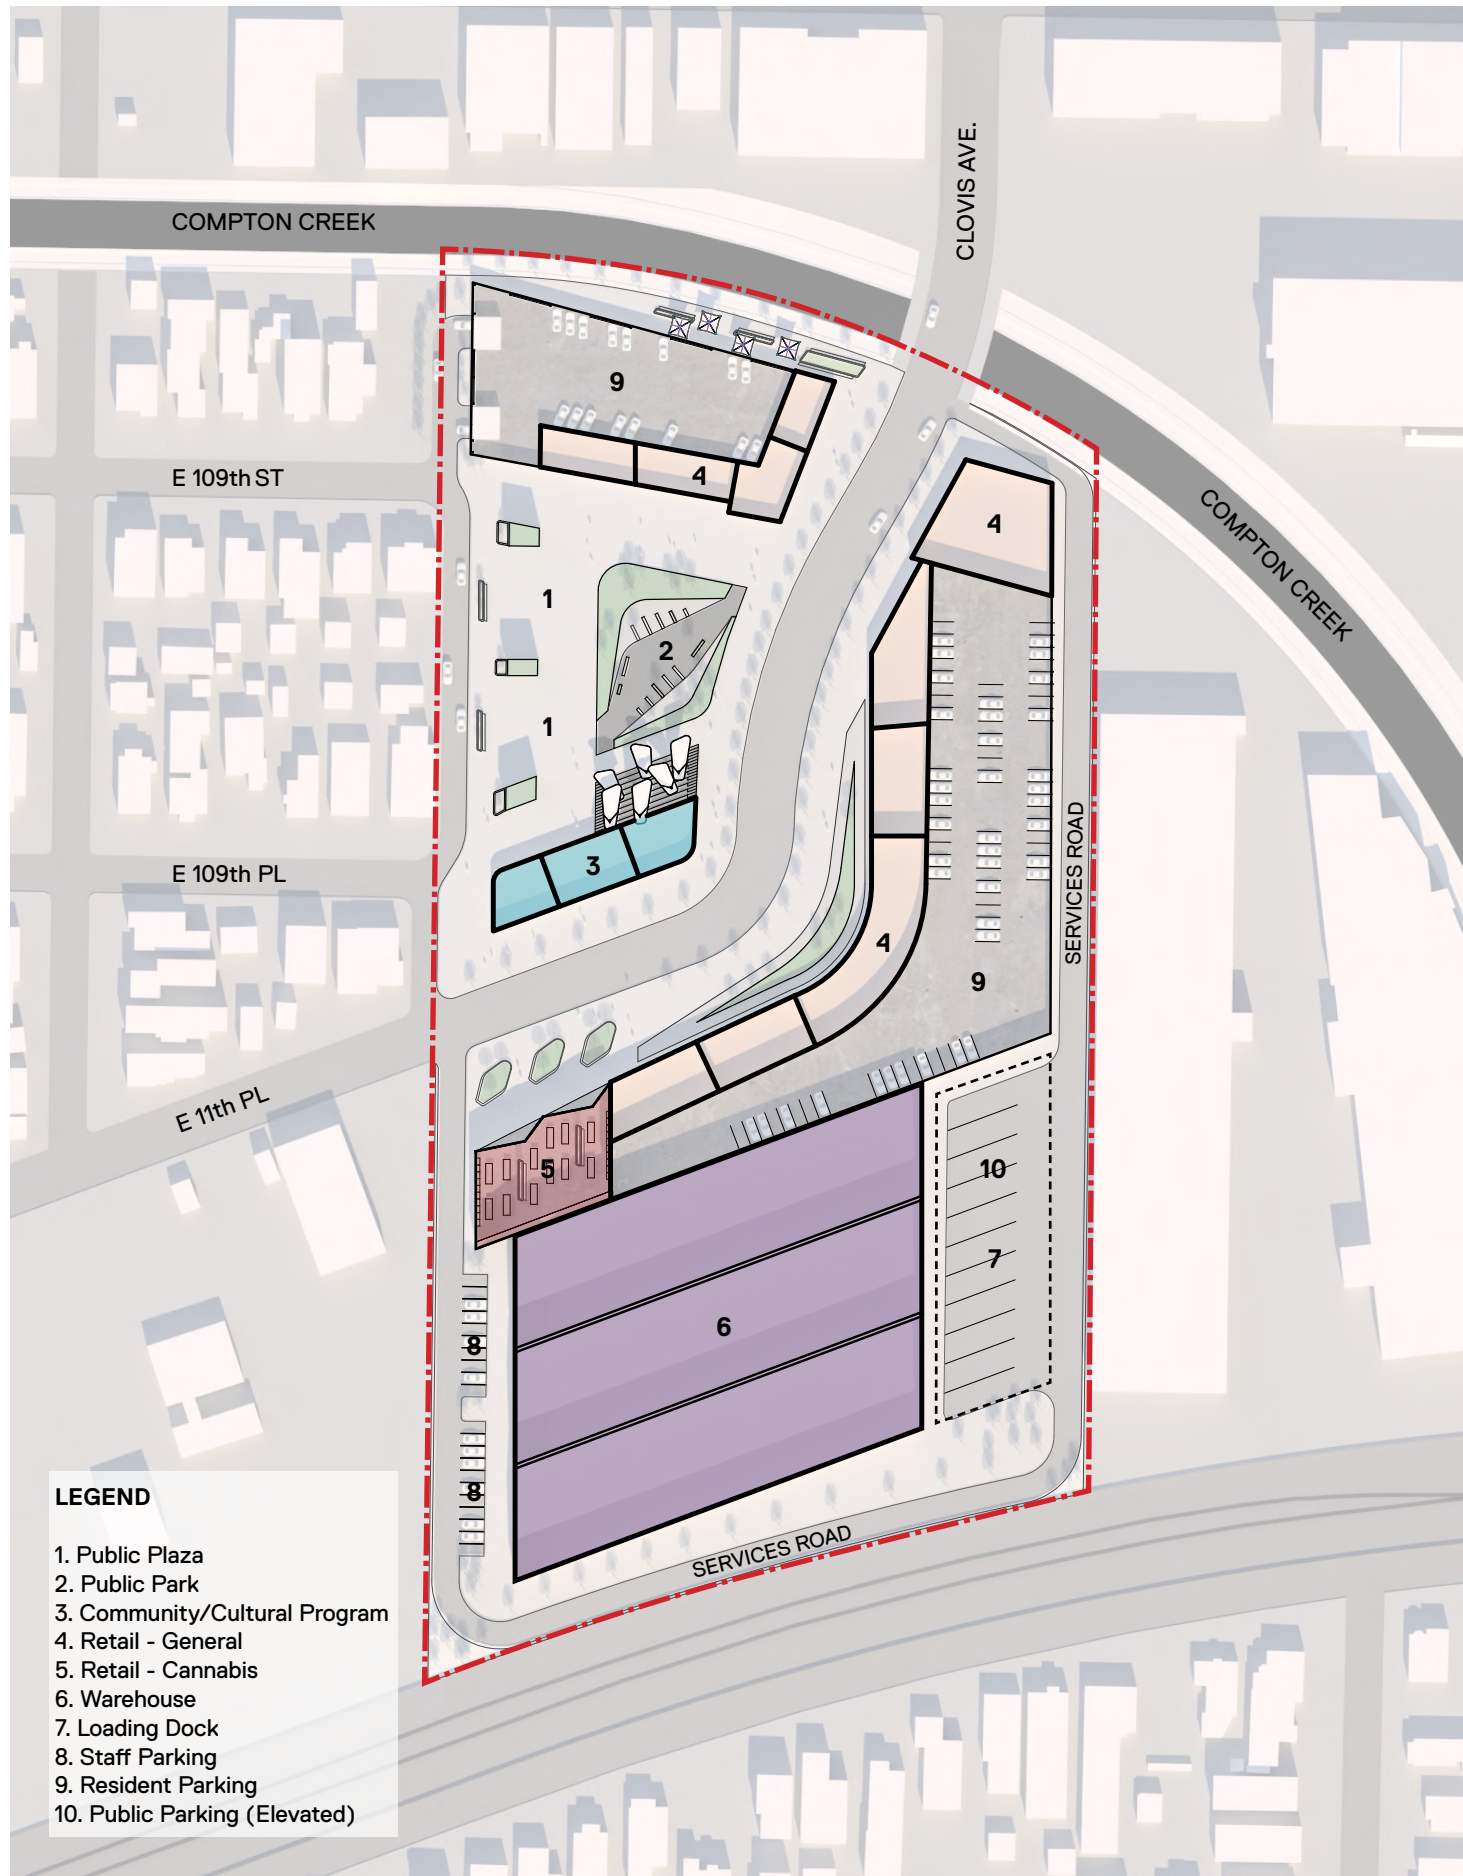 CLOVIS AVE.
COMPTON CREEK
9
E 109th ST
4
4
COMPTON CREEK
1
2
1
3
E 109th PL
SERVICES ROAD
4
9
E 11th PL
5
10
7
6
8
8
SERVICES ROAD
LEGEND
1. Public Plaza
2. Public Park
3. Community/Cultural Program
4. Retail - General
5. Retail - Cannabis
6. Warehouse
7. Loading Dock
8. Staff Parking
9. Resident Parking
10. Public Parking (Elevated)